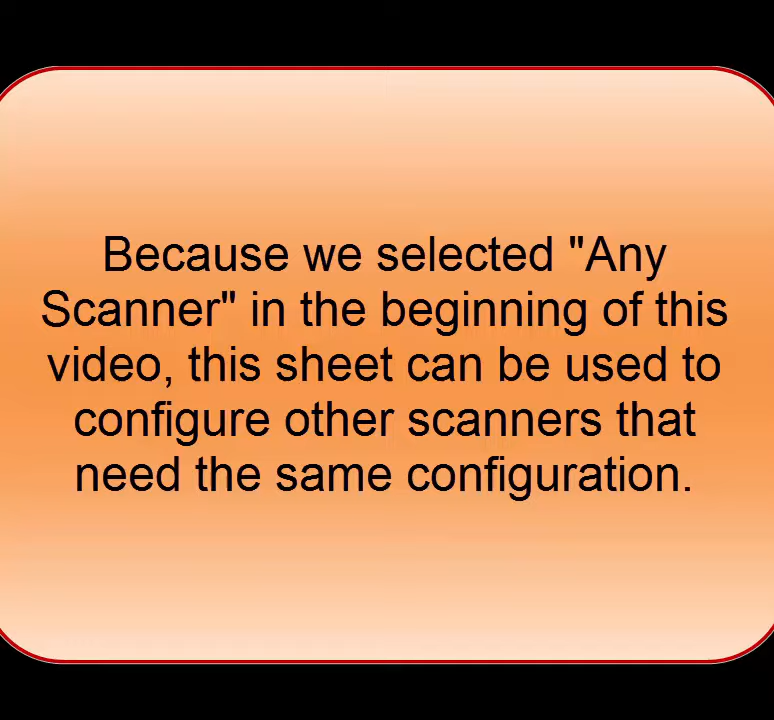 Because we selected "Any
Scanner" in the beginning of this
video, this sheet can be used to
configure other scanners that
need the same configuration.